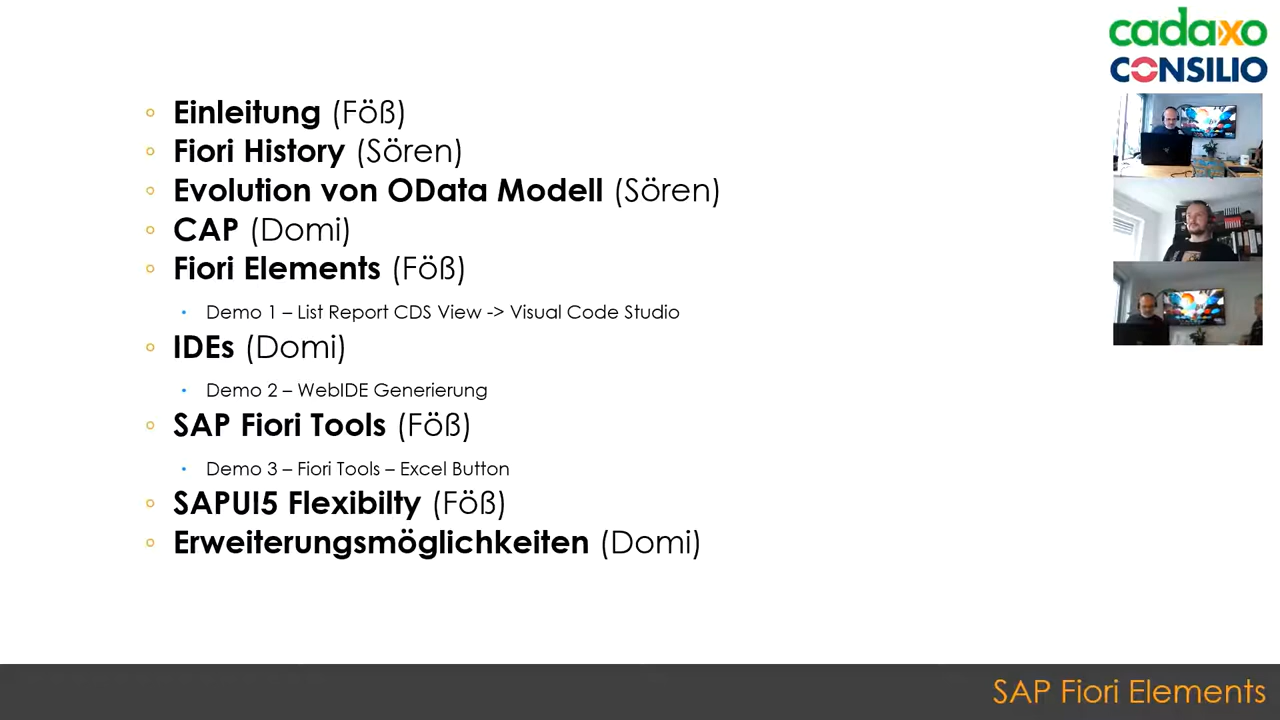 cadaxo
CONSILIO
Einleitung (Föß)
Fiori History (Sören)
Evolution von OData Modell (Sören)
CAP (Domi)
Fiori Elements (Föß)
Demo 1 – List Report CDS View -> Visual Code Studio
IDEs (Domi)
Demo 2 – WebIDE Generierung
SAP Fiori Tools (Föß)
Demo 3 – Fiori Tools – Excel Button
SAPUI5 Flexibilty (Föß)
Erweiterungsmöglichkeiten (Domi)
SAP Fiori Elements